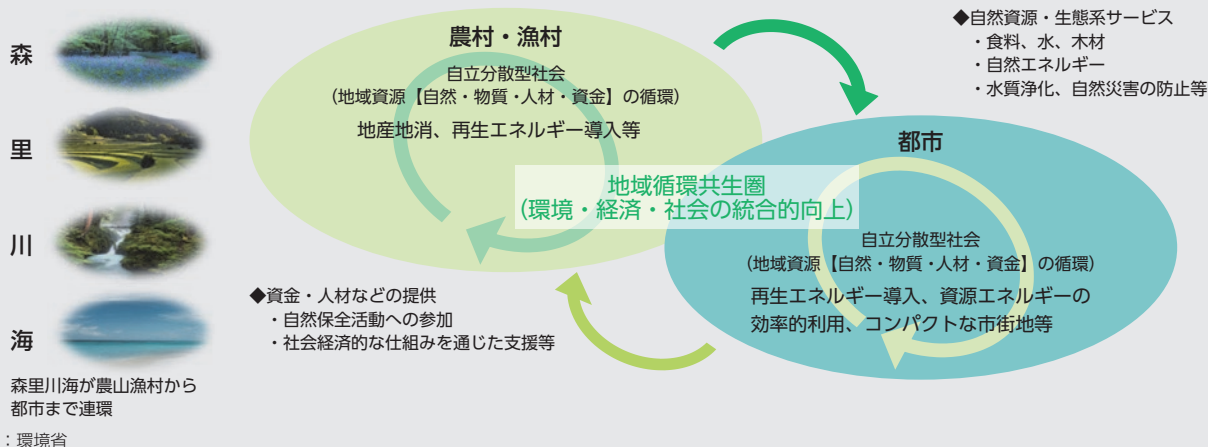 森
里
川
海
森里川海が農山漁村から
都市まで連環
：環境省
農村・漁村
自立分散型社会
（地域資源【自然・物質・人材・資金】の循環）
地産地消、再生エネルギー導入等
◆自然資源・生態系サービス
・食料、水、木材
・自然エネルギー
・水質浄化、自然災害の防止等
地域循環共生圏
（環境・経済・社会の統合的向上）
都市
自立分散型社会
（地域資源【自然・物質・人材・資金】の循環）
再生エネルギー導入、資源エネルギーの
効率的利用、コンパクトな市街地等
◆資金・人材などの提供
・自然保全活動への参加
・社会経済的な仕組みを通じた支援等